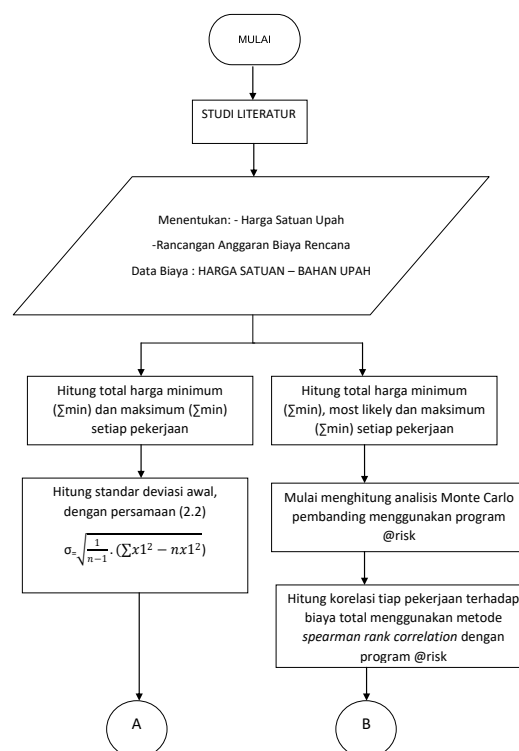 MULAI
STUDI LITERATUR
Menentukan: - Harga Satuan Upah
-Rancangan Anggaran Biaya Rencana
Data Biaya : HARGA SATUAN – BAHAN UPAH
Hitung total harga minimum
(∑min) dan maksimum (∑min)
setiap pekerjaan
Hitung standar deviasi awal,
dengan persamaan (2.2)
σ=√(1/(n−1) . (∑x1² − nx1²))
A
Hitung total harga minimum
(∑min), most likely dan maksimum
(∑min) setiap pekerjaan
Mulai menghitung analisis Monte Carlo
pembanding menggunakan program
@risk
Hitung korelasi tiap pekerjaan terhadap
biaya total menggunakan metode
spearman rank correlation dengan
program @risk
B